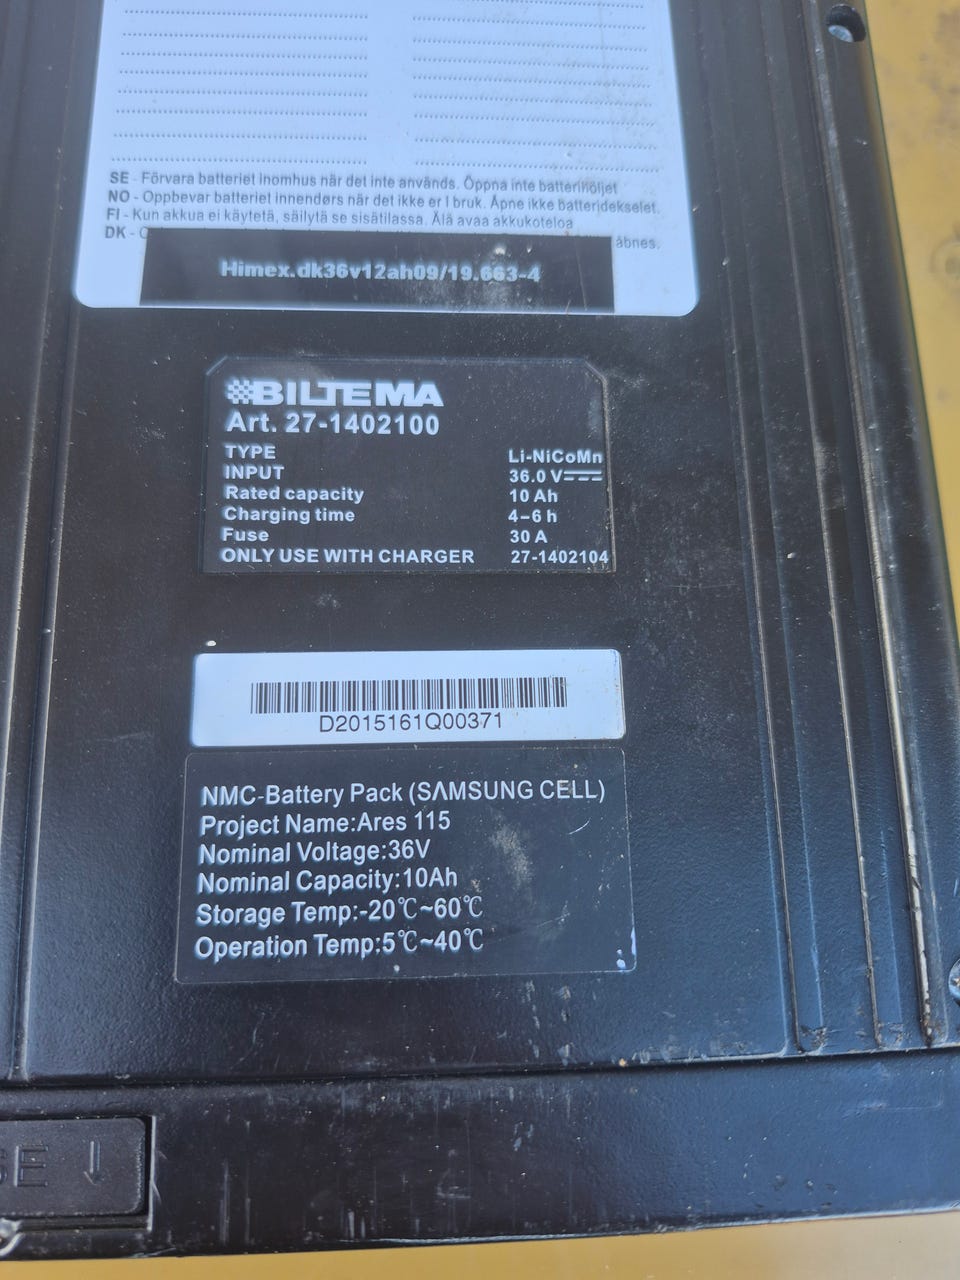 SE - Förvara batteriet inomhus när det inte används. Öppna inte batterihöljet
NO - Oppbevar batteriet innendørs når det ikke er I bruk. Åpne ikke batteridekselet.
FI - Kun akkua ei käytetä, säilytä se sisätilassa. Älä avaa akkukoteloa
DK - åbnes.
Himex.dk36v12ah09/19.663-4
BILTEMA
Art. 27-1402100
TYPE Li-NiCoMn
INPUT 36.0 V
Rated capacity 10 Ah
Charging time 4-6 h
Fuse 30 A
ONLY USE WITH CHARGER 27-1402104
D2015161Q00371
NMC-Battery Pack (SAMSUNG CELL)
Project Name:Ares 115
Nominal Voltage:36V
Nominal Capacity:10Ah
Storage Temp:-20℃~60℃
Operation Temp:5℃~40℃